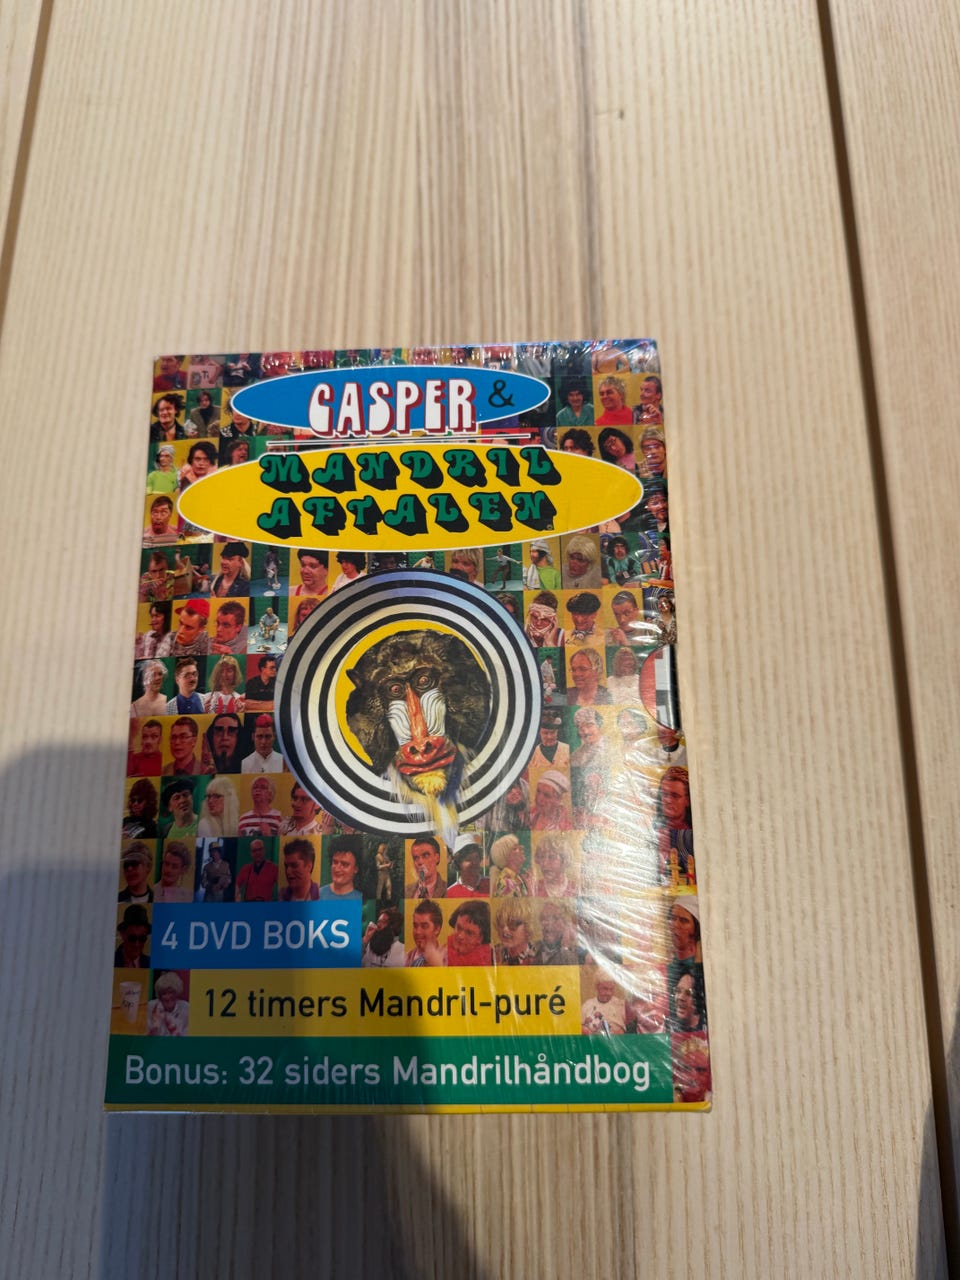 CASPER &
MANDRIL
AFTALEN
4 DVD BOKS
12 timers Mandril-puré
Bonus: 32 siders Mandrilhåndbog